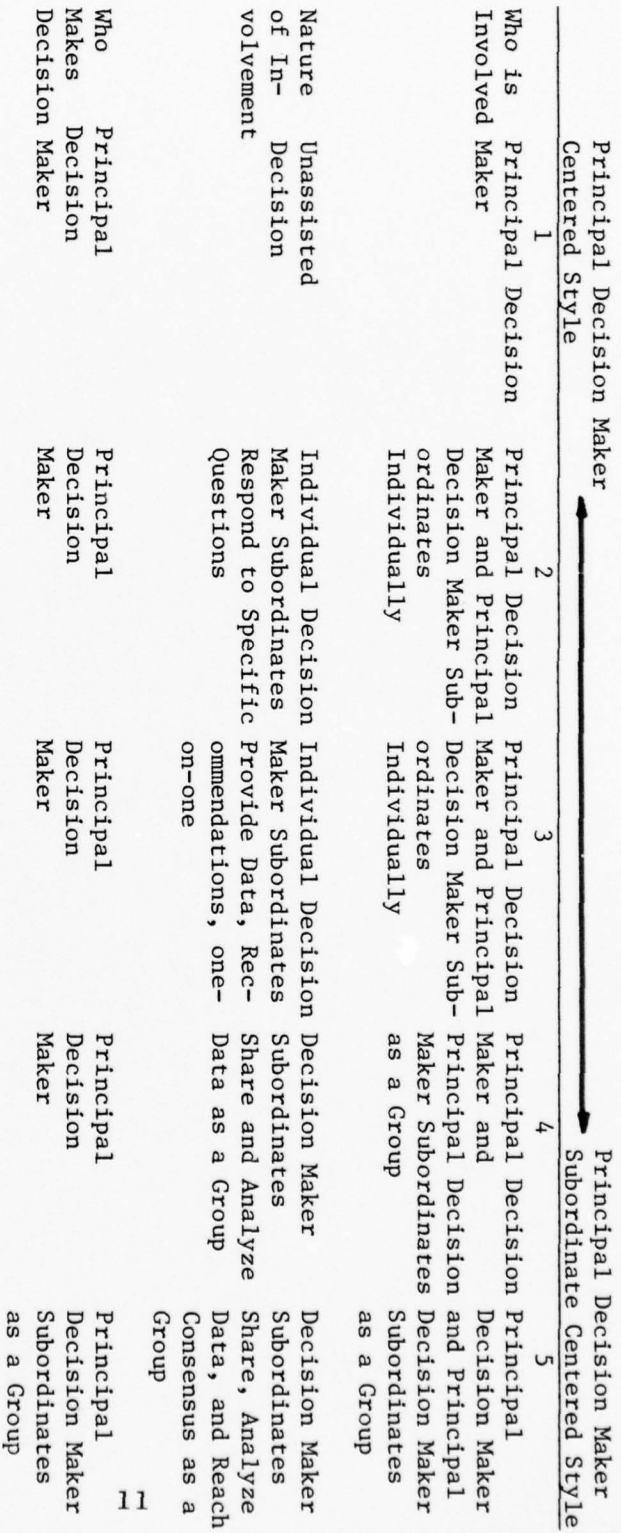 Principal Decision Maker Principal Decision Maker
Centered Style Subordinate Centered Style
1 2 3 4 5
Who is Principal Decision Principal Decision Principal Decision Principal Decision Principal
Involved Maker Maker and Principal Maker and Principal Maker and Decision Maker
Decision Maker Sub- Decision Maker Sub- Principal Decision and Principal
ordinates ordinates Maker Subordinates Decision Maker
Individually Individually as a Group Subordinates
as a Group
Nature Unassisted Individual Decision Individual Decision Decision Maker Decision Maker
of In- Decision Maker Subordinates Maker Subordinates Subordinates Subordinates
volvement Respond to Specific Provide Data, Rec- Share and Analyze Share, Analyze
Questions ommendations, one- Data as a Group Data, and Reach
on-one Consensus as a
Group
Who Principal Principal Principal Principal Principal
Makes Decision Decision Decision Decision Decision Maker
Decision Maker Maker Maker Maker Subordinates
as a Group
11